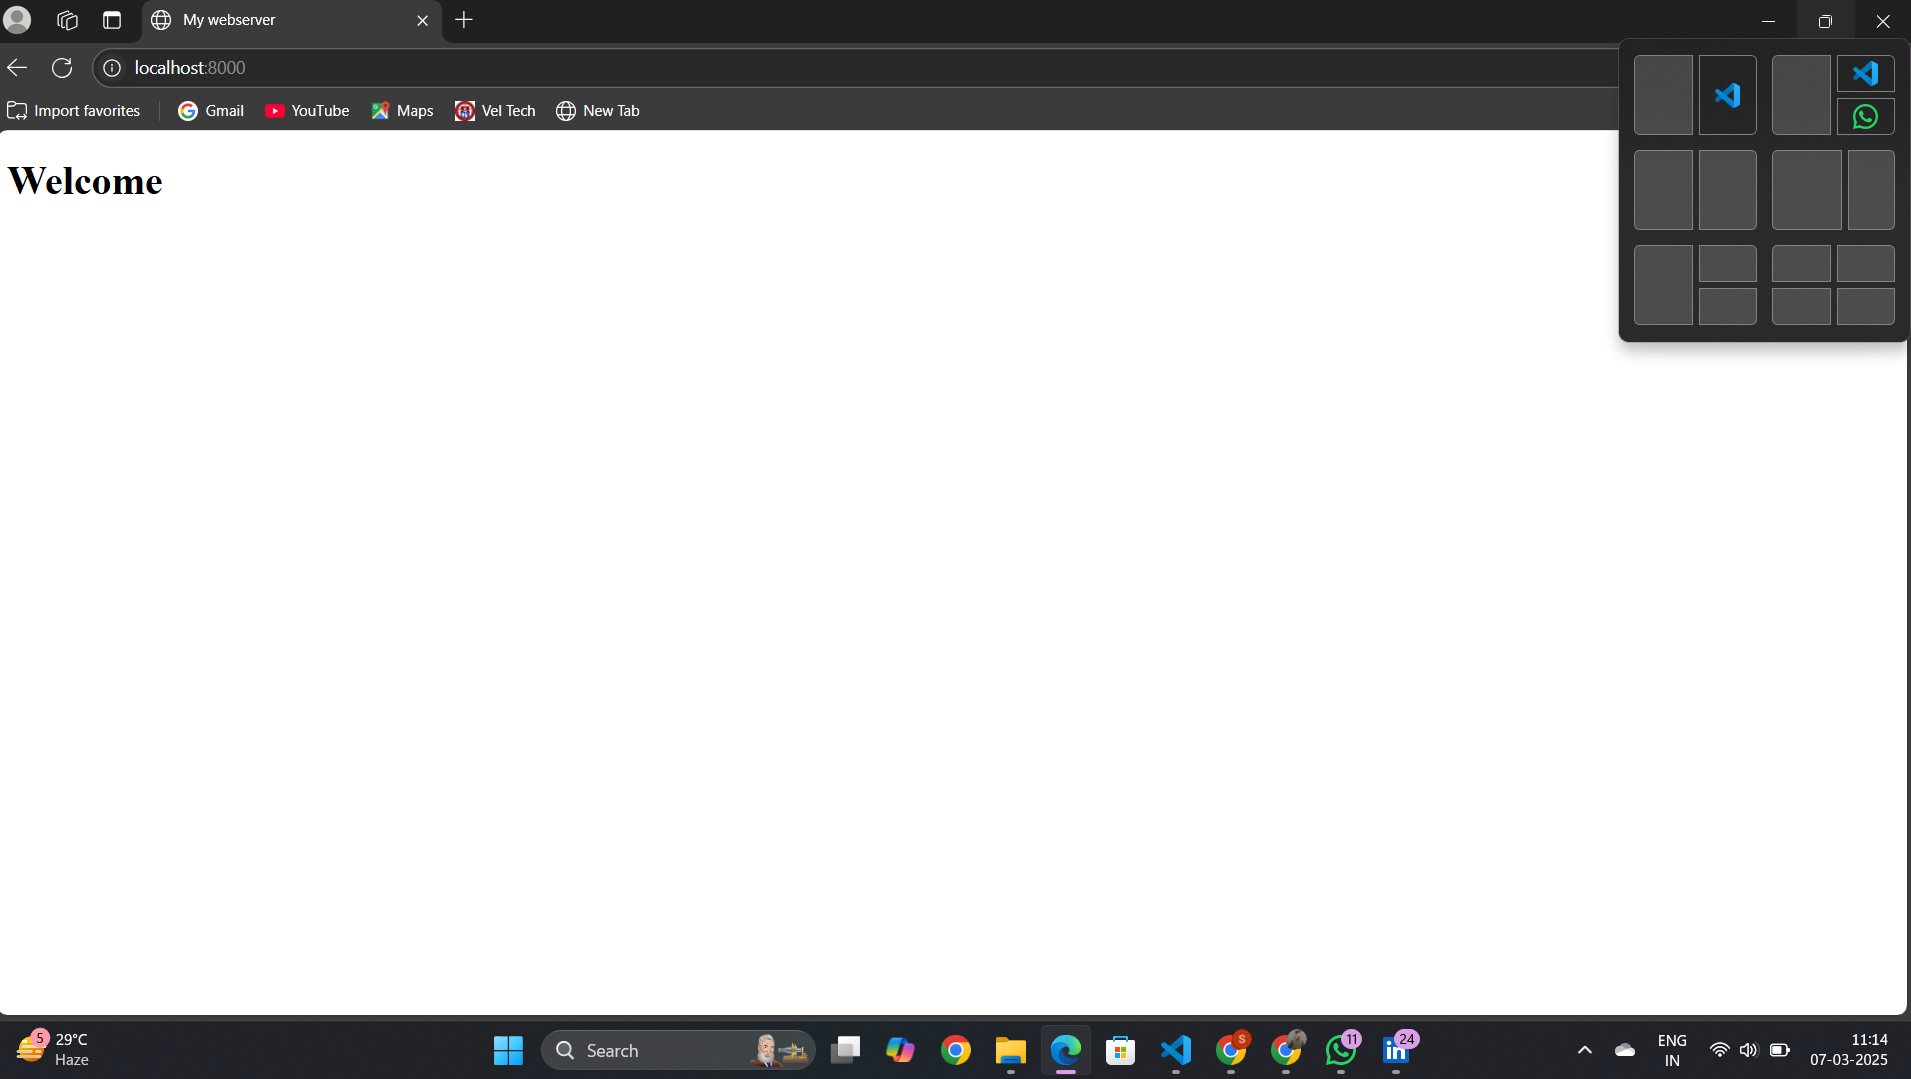 My webserver
localhost:8000
Import favorites
Gmail
YouTube
Maps
Vel Tech
New Tab
Welcome
5
29°C
Haze
Search
S
11
in
24
ENG
IN
11:14
07-03-2025